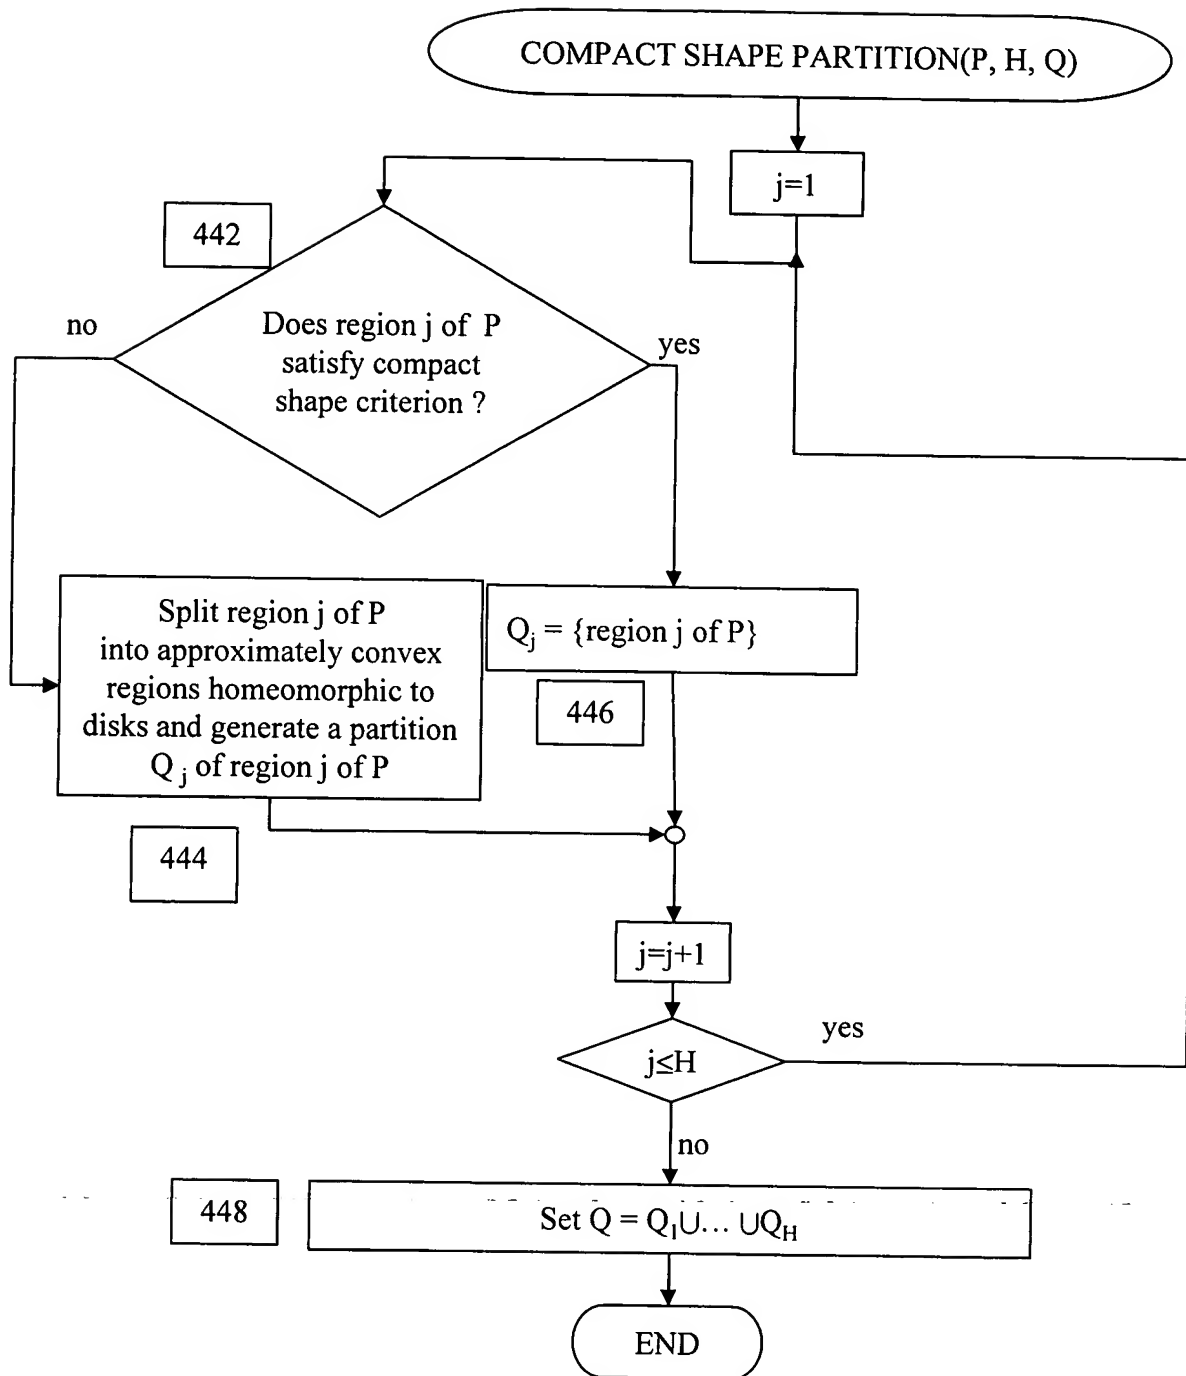 COMPACT SHAPE PARTITION(P, H, Q)
j=1
442
no
Does region j of P
satisfy compact
shape criterion ?
yes
Split region j of P
into approximately convex
regions homeomorphic to
disks and generate a partition
Q j of region j of P
Qj = {region j of P}
446
444
j=j+1
j≤H
yes
no
448
Set Q = Q1∪... ∪QH
END